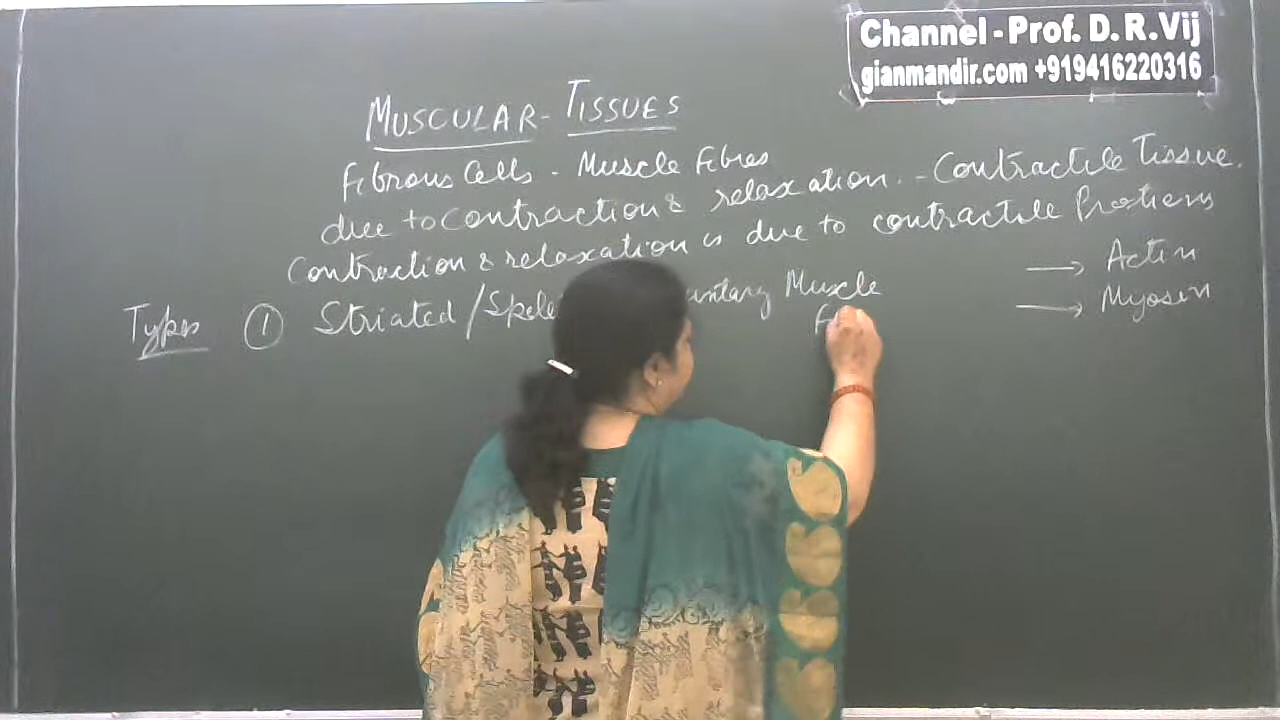 Channel - Prof. D. R. Vij
gianmandir.com +919416220316
MUSCULAR - TISSUES
Fibrous Cells - Muscle Fibres
due to contraction & relaxation. - Contractile Tissue.
Contraction & relaxation is due to contractile Proteins
→ Actin
→ Myosin
Types ① Striated / Muscle